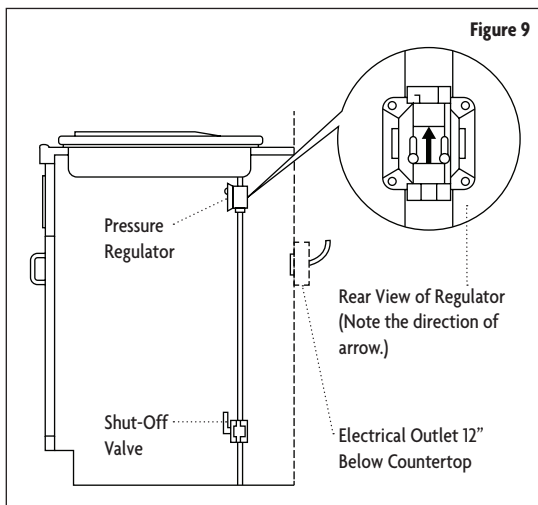 Figure 9
Pressure
Regulator
Rear View of Regulator
(Note the direction of
arrow.)
Shut-Off
Valve
Electrical Outlet 12”
Below Countertop